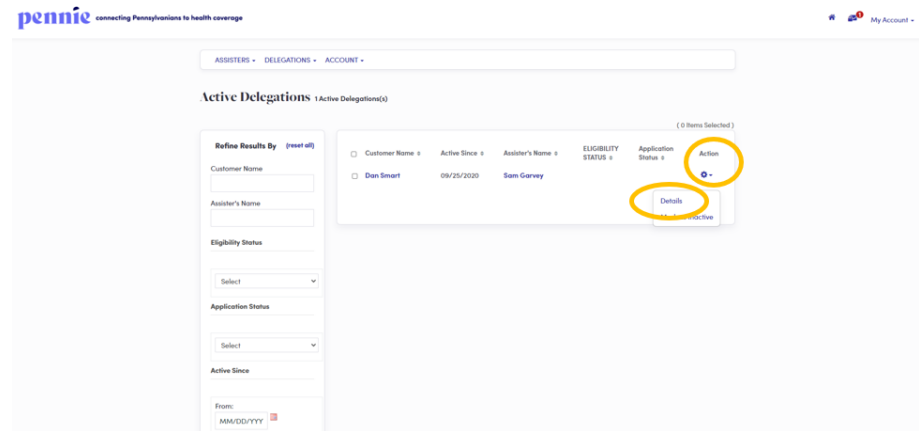 pennie connecting Pennsylvanians to health coverage
1
My Account
ASSISTERS DELEGATIONS ACCOUNT
Active Delegations 1 Active Delegations(s)
( 0 Items Selected )
Refine Results By (reset all)
Customer Name
Assister's Name
Eligibility Status
Select
Application Status
Select
Active Since
From:
MM/DD/YYY
Customer Name Active Since Assister's Name ELIGIBILITY STATUS Application Status Action
Dan Smart 09/25/2020 Sam Garvey
Details